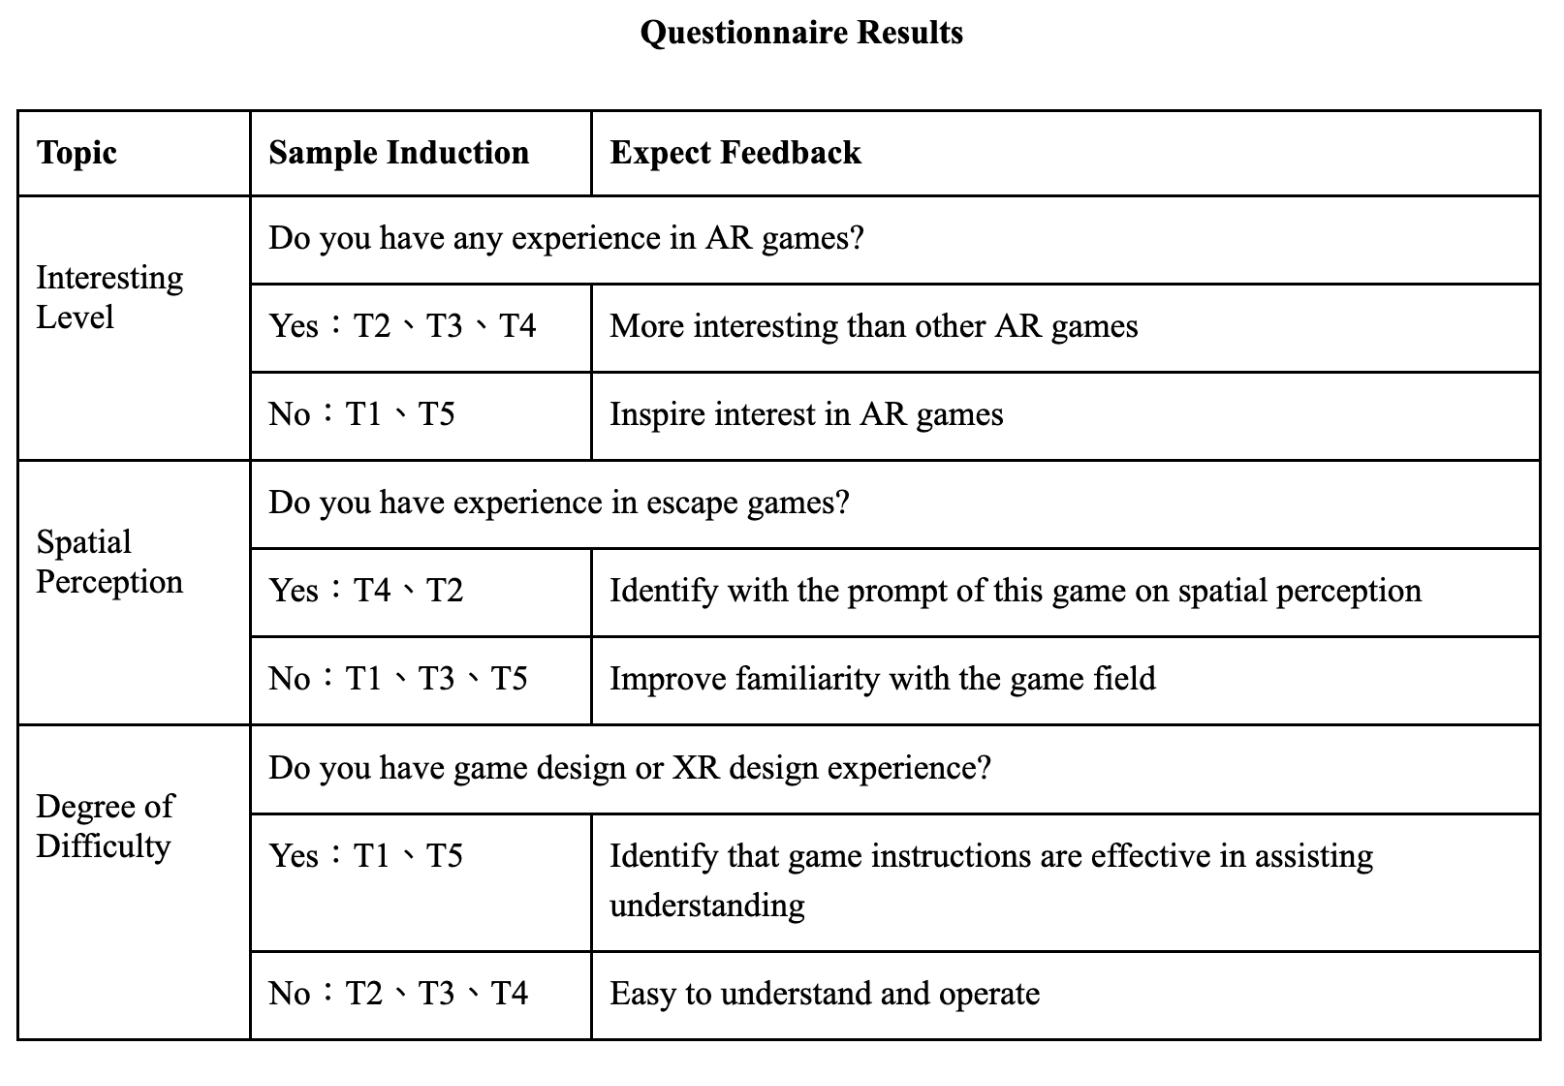 Questionnaire Results
Topic Sample Induction Expect Feedback
Interesting
Level
Do you have any experience in AR games?
Yes：T2、T3、T4 More interesting than other AR games
No：T1、T5 Inspire interest in AR games
Spatial
Perception
Do you have experience in escape games?
Yes：T4、T2 Identify with the prompt of this game on spatial perception
No：T1、T3、T5 Improve familiarity with the game field
Degree of
Difficulty
Do you have game design or XR design experience?
Yes：T1、T5 Identify that game instructions are effective in assisting
understanding
No：T2、T3、T4 Easy to understand and operate